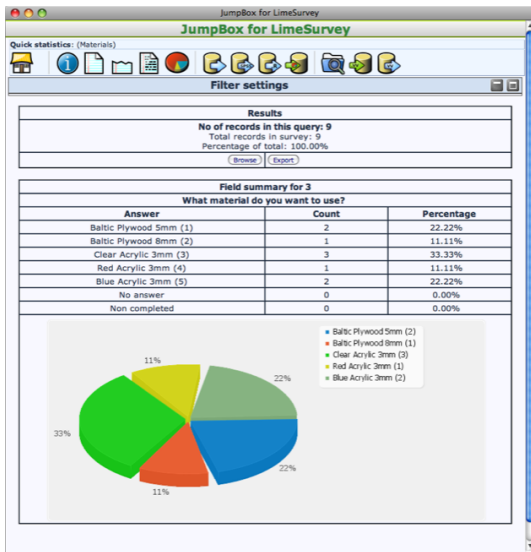 JumpBox for LimeSurvey
JumpBox for LimeSurvey
Quick statistics: (Materials)
Filter settings
Results
No of records in this query: 9
Total records in survey: 9
Percentage of total: 100.00%
Browse Export
Field summary for 3
What material do you want to use?
Answer Count Percentage
Baltic Plywood 5mm (1) 2 22.22%
Baltic Plywood 8mm (2) 1 11.11%
Clear Acrylic 3mm (3) 3 33.33%
Red Acrylic 3mm (4) 1 11.11%
Blue Acrylic 3mm (5) 2 22.22%
No answer 0 0.00%
Non completed 0 0.00%
Baltic Plywood 5mm (2)
Baltic Plywood 8mm (1)
Clear Acrylic 3mm (3)
Red Acrylic 3mm (1)
Blue Acrylic 3mm (2)
11%
22%
33%
22%
11%